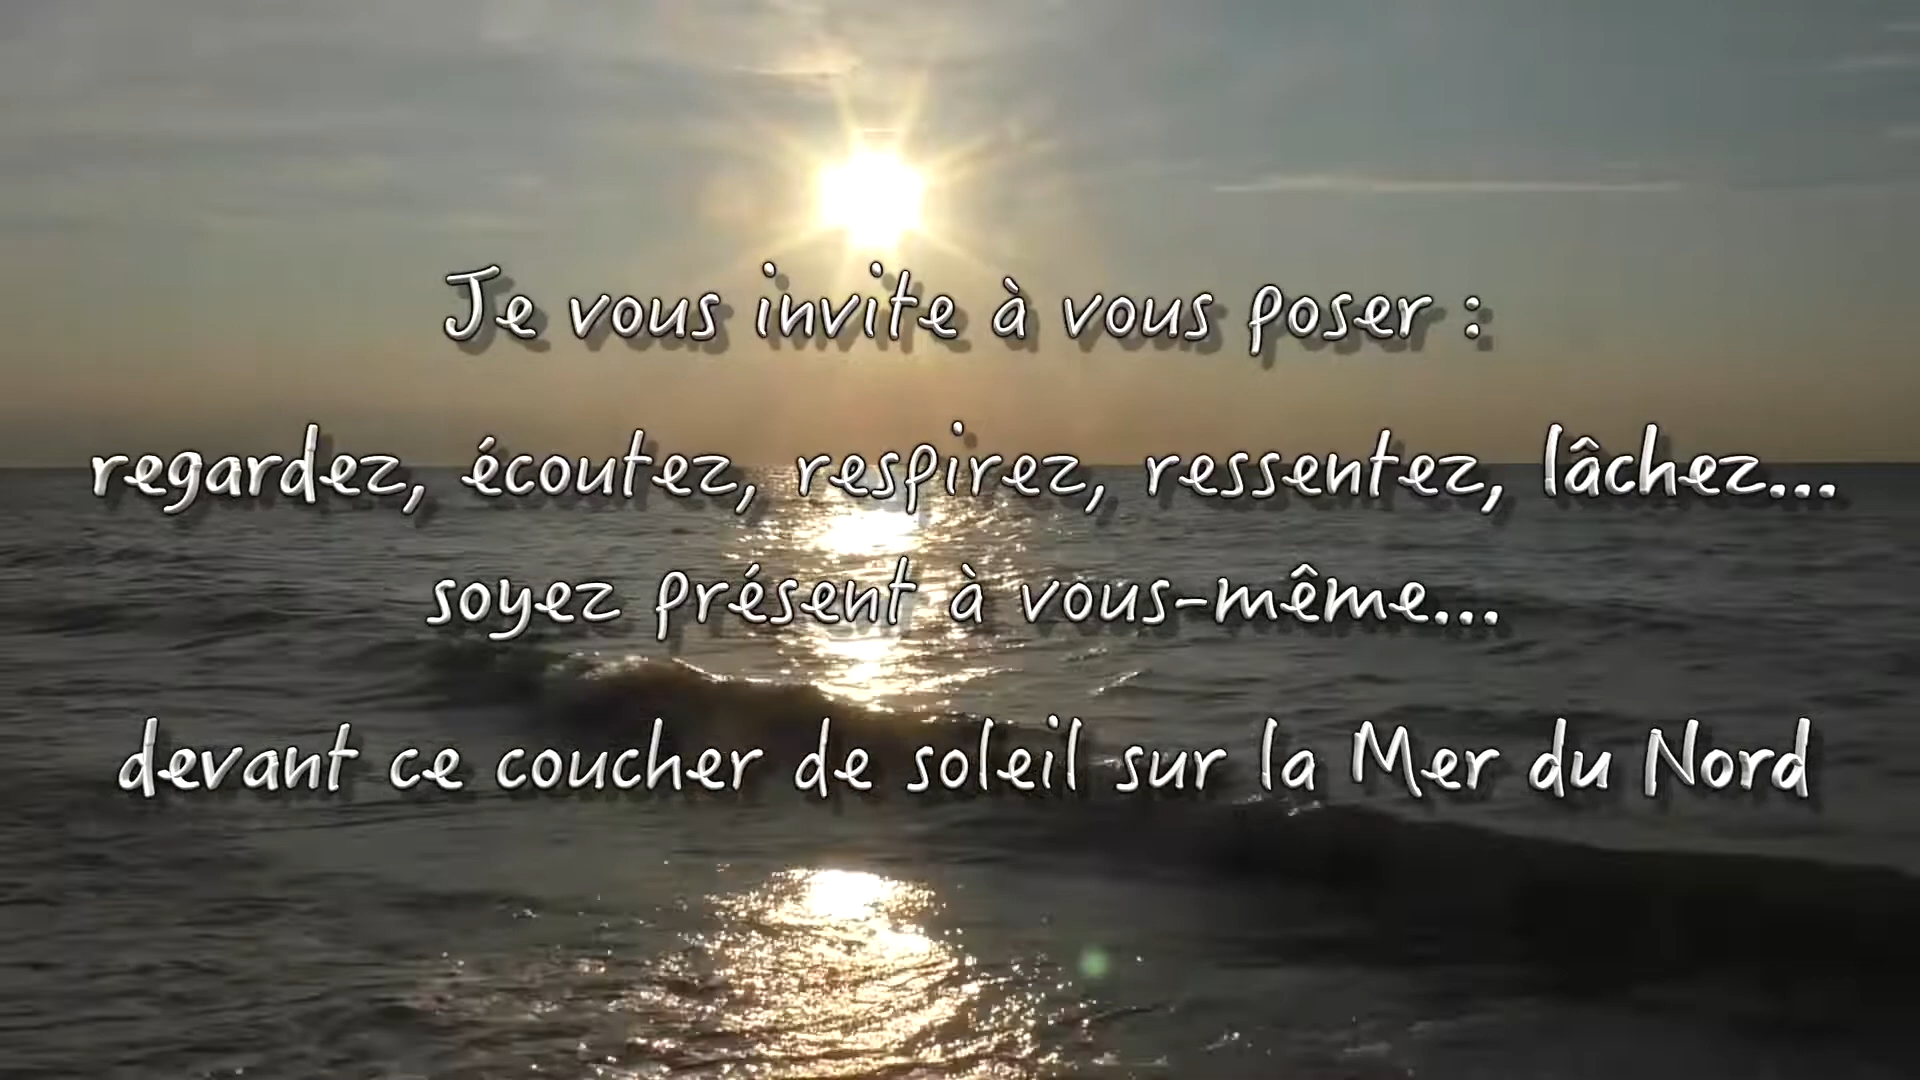 Je vous invite à vous poser :
regardez, écoutez, respirez, ressentez, lâchez...
soyez présent à vous-même...
devant ce coucher de soleil sur la Mer du Nord